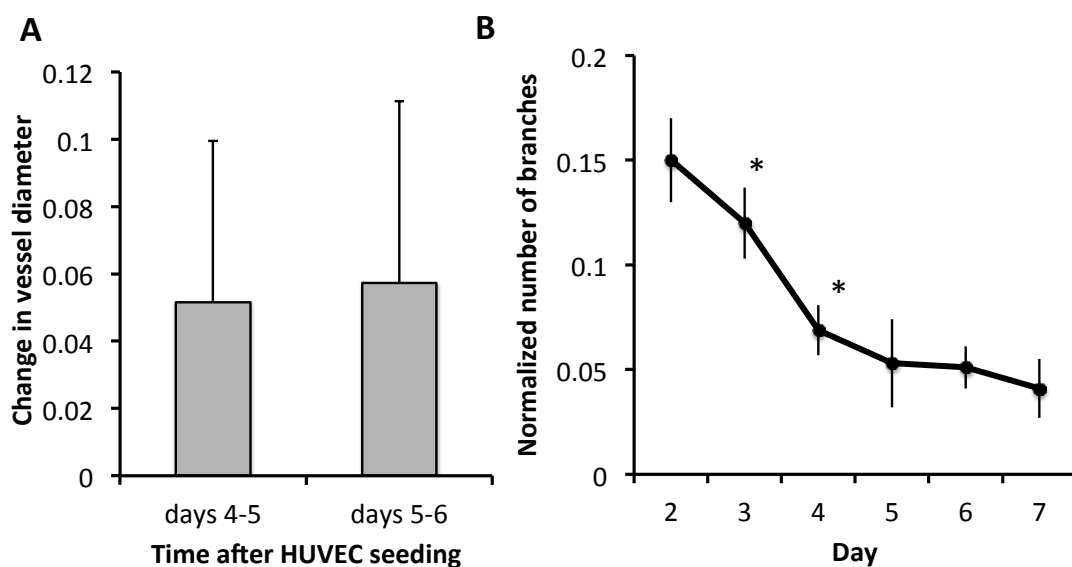 A
Change in vessel diameter
0.12
0.1
0.08
0.06
0.04
0.02
0
days 4-5
days 5-6
Time after HUVEC seeding
B
Normalized number of branches
0.2
0.15
0.1
0.05
0
*
*
2
3
4
5
6
7
Day